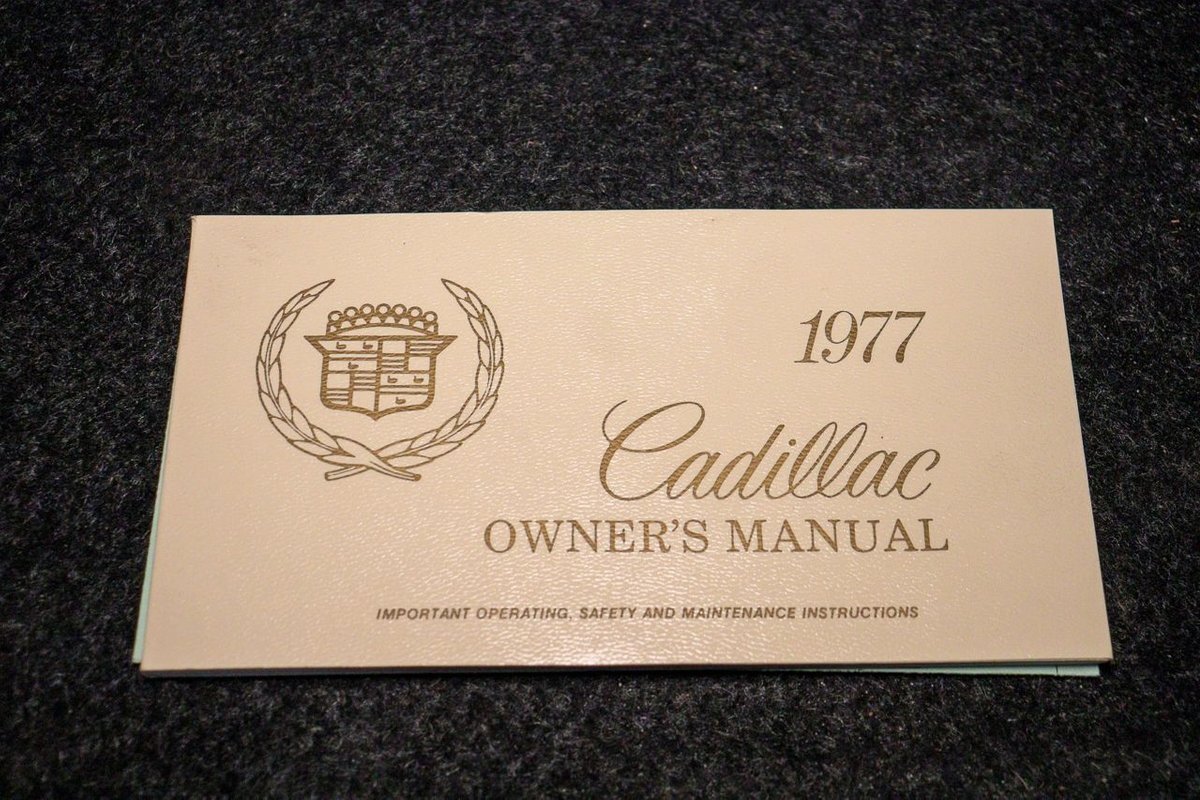 1977
Cadillac
OWNER'S MANUAL
IMPORTANT OPERATING, SAFETY AND MAINTENANCE INSTRUCTIONS